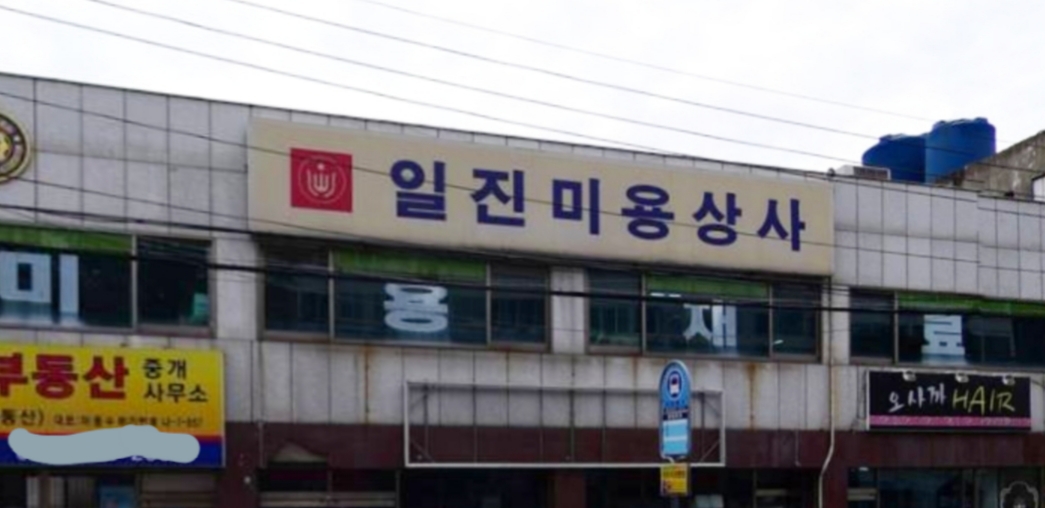 일진미용상사
미 용 재 료
부동산 중개
사무소
오사까 HAIR